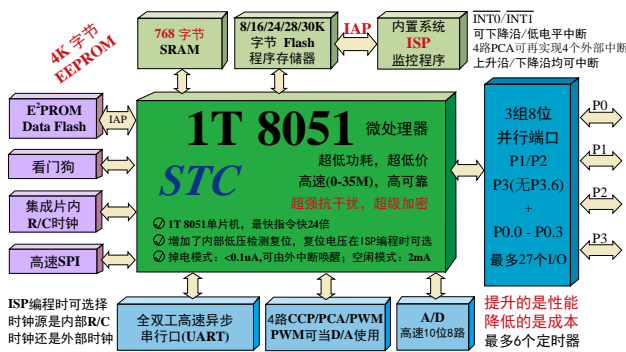 4K 字节
EEPROM
768 字节
SRAM
8/16/24/28/30K
字节 Flash
程序存储器
IAP
内置系统
ISP
监控程序
INT0/INT1
可下降沿/低电平中断
4路PCA可再实现4个外部中断
上升沿/下降沿均可中断
E²PROM
Data Flash
IAP
看门狗
集成片内
R/C时钟
高速SPI
1T 8051 微处理器
STC
超低功耗，超低价
高速(0-35M)，高可靠
超强抗干扰，超级加密
1T 8051单片机，最快指令快24倍
增加了内部低压检测复位，复位电压在ISP编程时可选
掉电模式：<0.1uA,可由外中断唤醒；空闲模式：2mA
3组8位
并行端口
P1/P2
P3(无P3.6)
+
P0.0 - P0.3
最多27个I/O
P0
P1
P2
P3
ISP编程时可选择
时钟源是内部R/C
时钟还是外部时钟
全双工高速异步
串行口(UART)
4路CCP/PCA/PWM
PWM可当D/A使用
A/D
高速10位8路
提升的是性能
降低的是成本
最多6个定时器